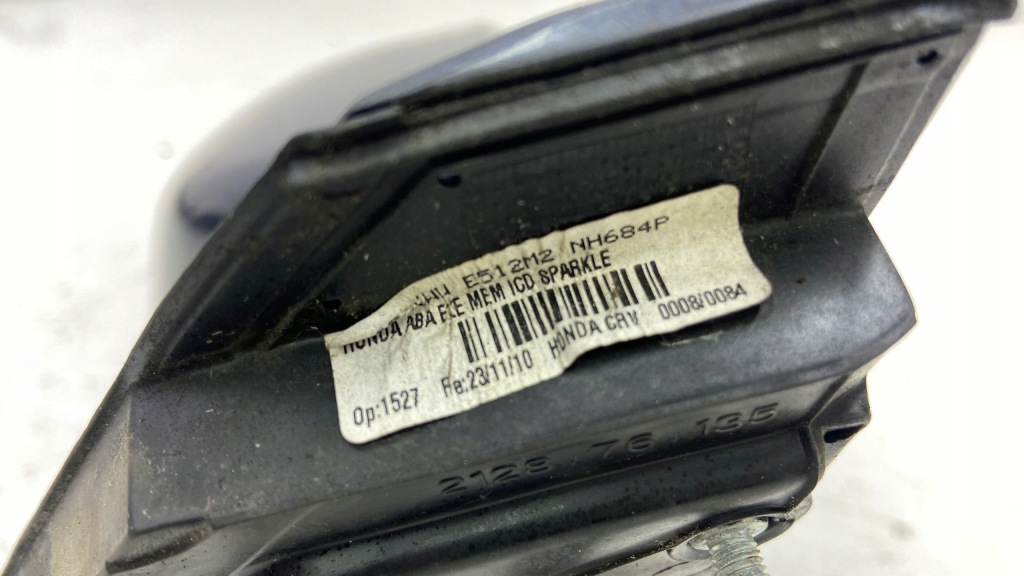 E512M2 NH684P
HONDA ABA ELE MEM ICD SPARKLE
Op:1527 Fe:23/11/10 HONDA CRV 0008/0084
2128 76 135